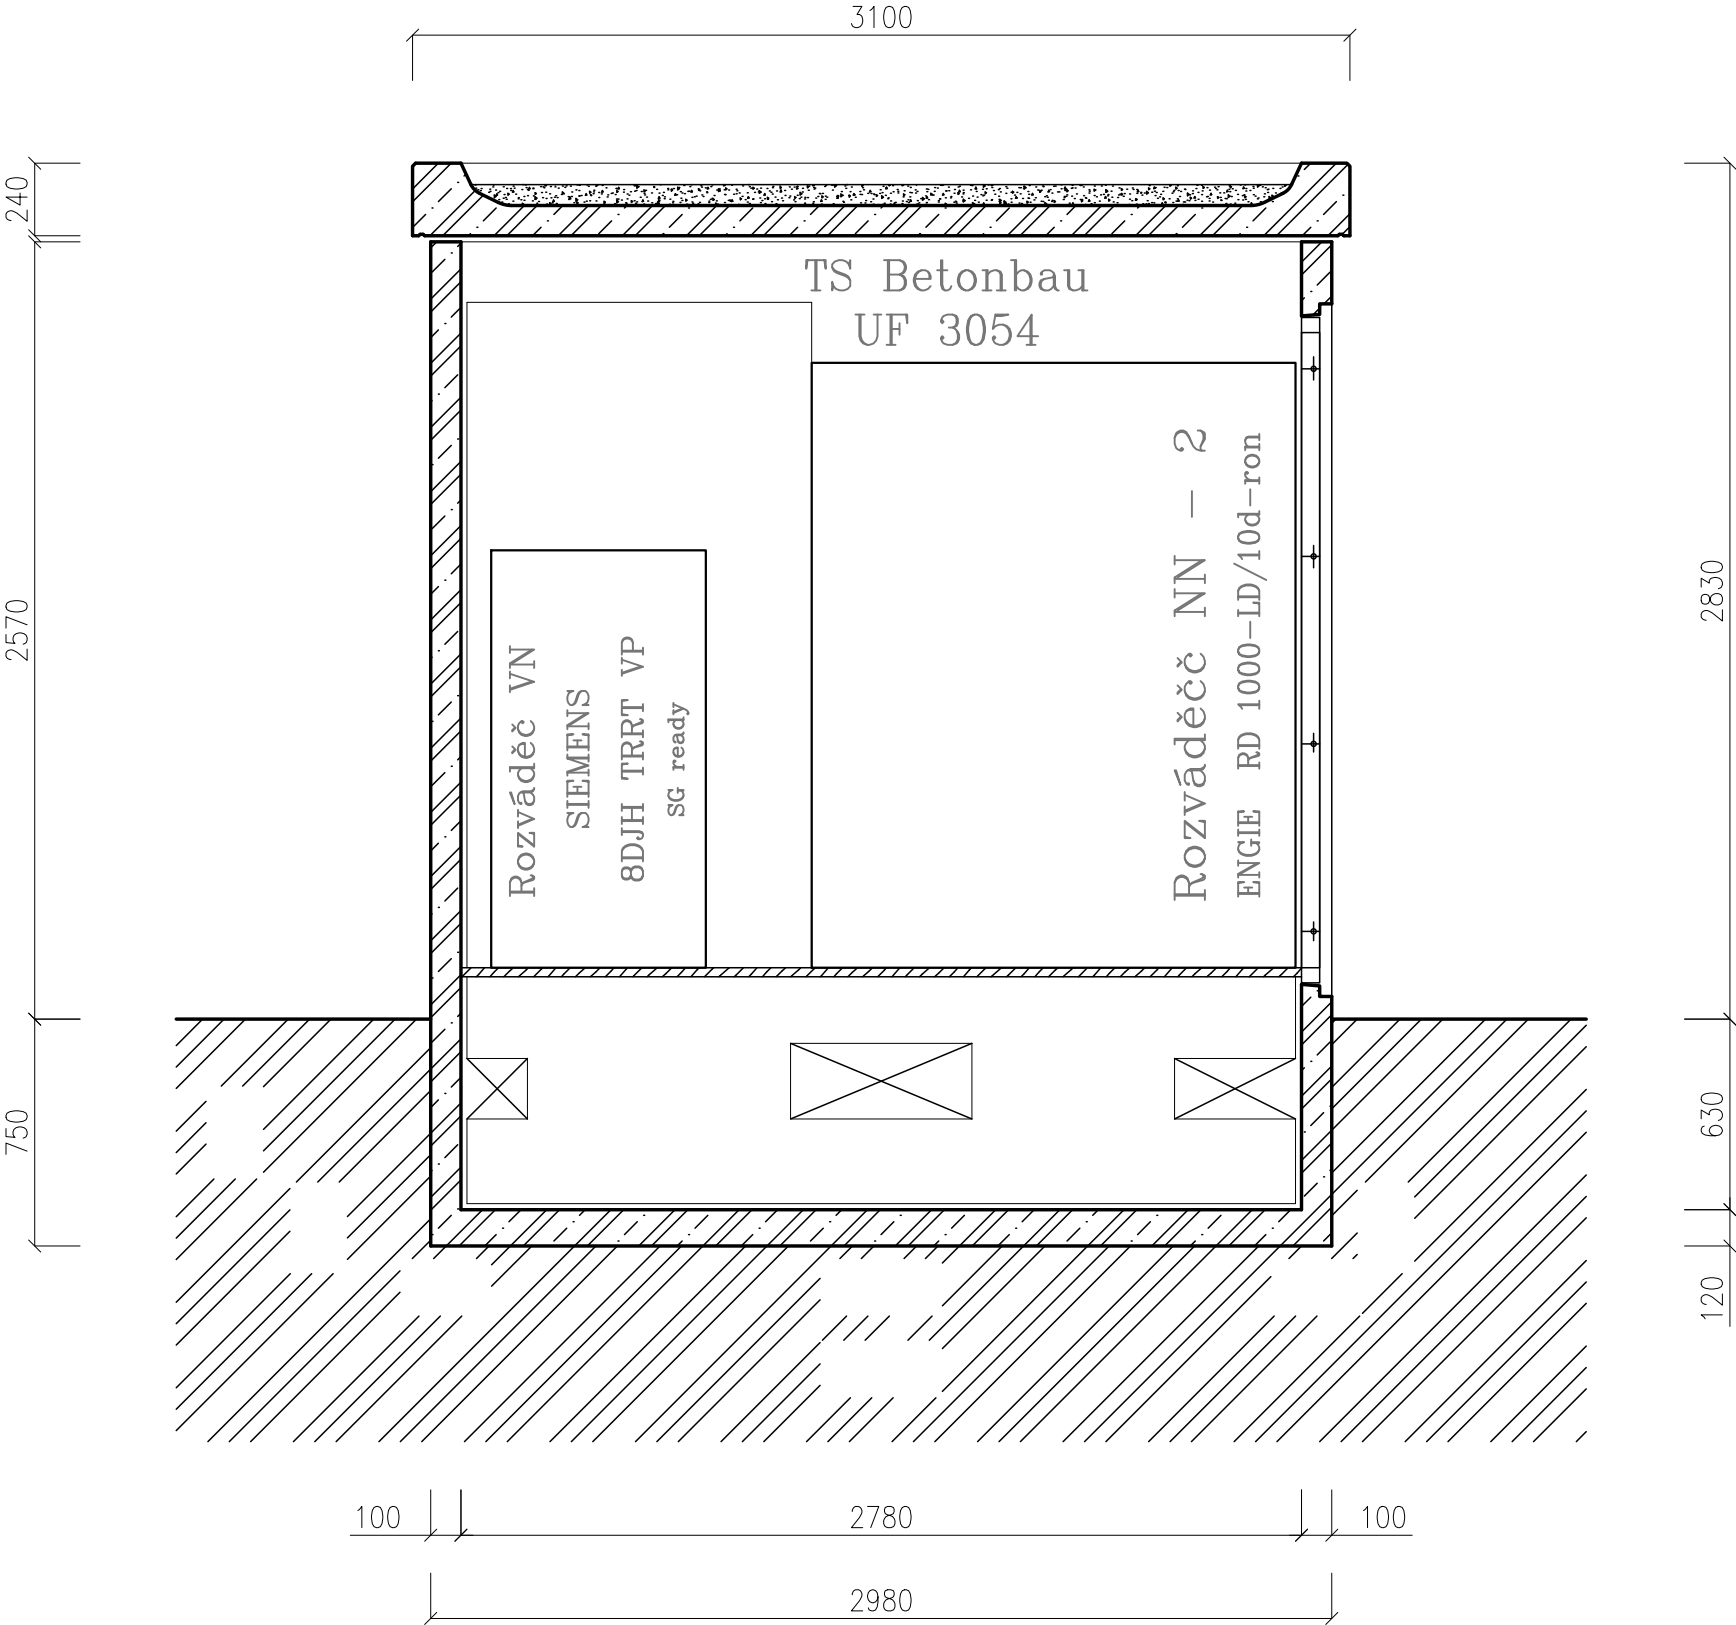 3100
240
2570
750
2830
630
120
TS Betonbau
UF 3054
Rozváděč VN
SIEMENS
8DJH TRRT VP
SG ready
Rozváděčč NN - 2
ENGIE RD 1000-LD/10d-ron
100
2780
100
2980